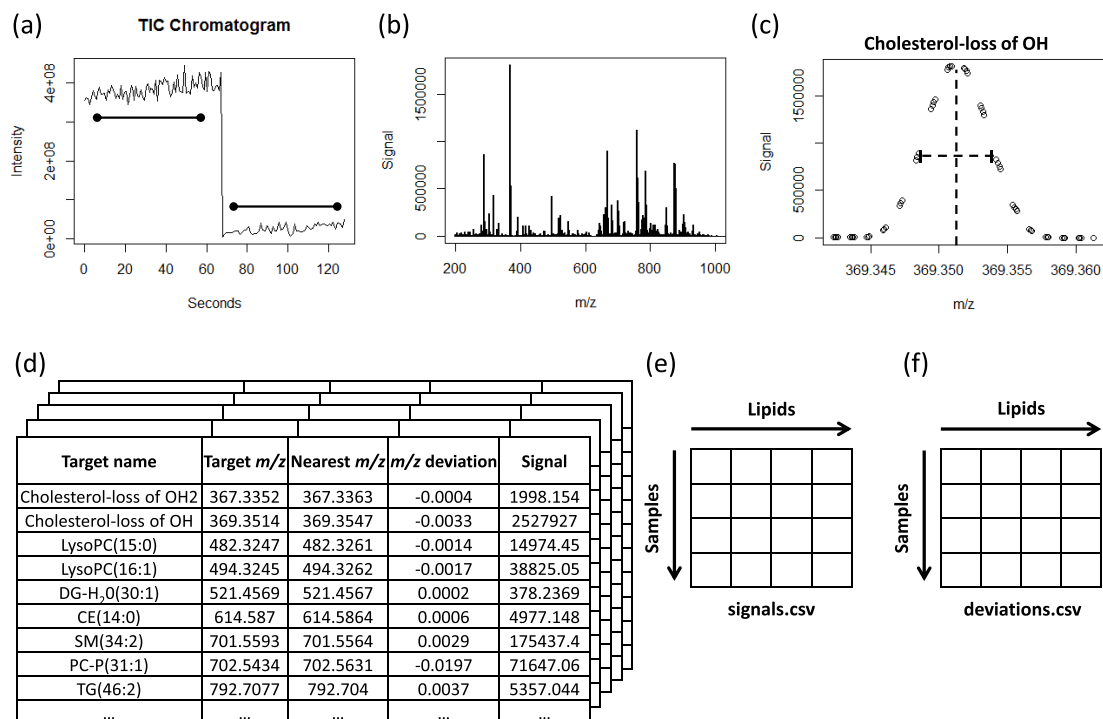 (a)
TIC Chromatogram
Intensity
0e+00 2e+08 4e+08
0 20 40 60 80 100 120
Seconds
(b)
Signal
0 500000 1500000
200 400 600 800 1000
m/z
(c)
Cholesterol-loss of OH
Signal
0 500000 1500000
369.345 369.350 369.355 369.360
m/z
(d)
Target name Target m/z Nearest m/z m/z deviation Signal
Cholesterol-loss of OH2 367.3352 367.3363 -0.0004 1998.154
Cholesterol-loss of OH 369.3514 369.3547 -0.0033 2527927
LysoPC(15:0) 482.3247 482.3261 -0.0014 14974.45
LysoPC(16:1) 494.3245 494.3262 -0.0017 38825.05
DG-H₂0(30:1) 521.4569 521.4567 0.0002 378.2369
CE(14:0) 614.587 614.5864 0.0006 4977.148
SM(34:2) 701.5593 701.5564 0.0029 175437.4
PC-P(31:1) 702.5434 702.5631 -0.0197 71647.06
TG(46:2) 792.7077 792.704 0.0037 5357.044
... ... ... ... ...
(e)
Lipids
Samples
signals.csv
(f)
Lipids
Samples
deviations.csv